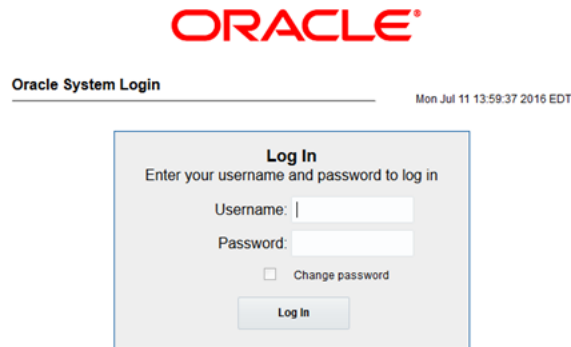 ORACLE®
Oracle System Login
Mon Jul 11 13:59:37 2016 EDT
Log In
Enter your username and password to log in
Username:
Password:
Change password
Log In